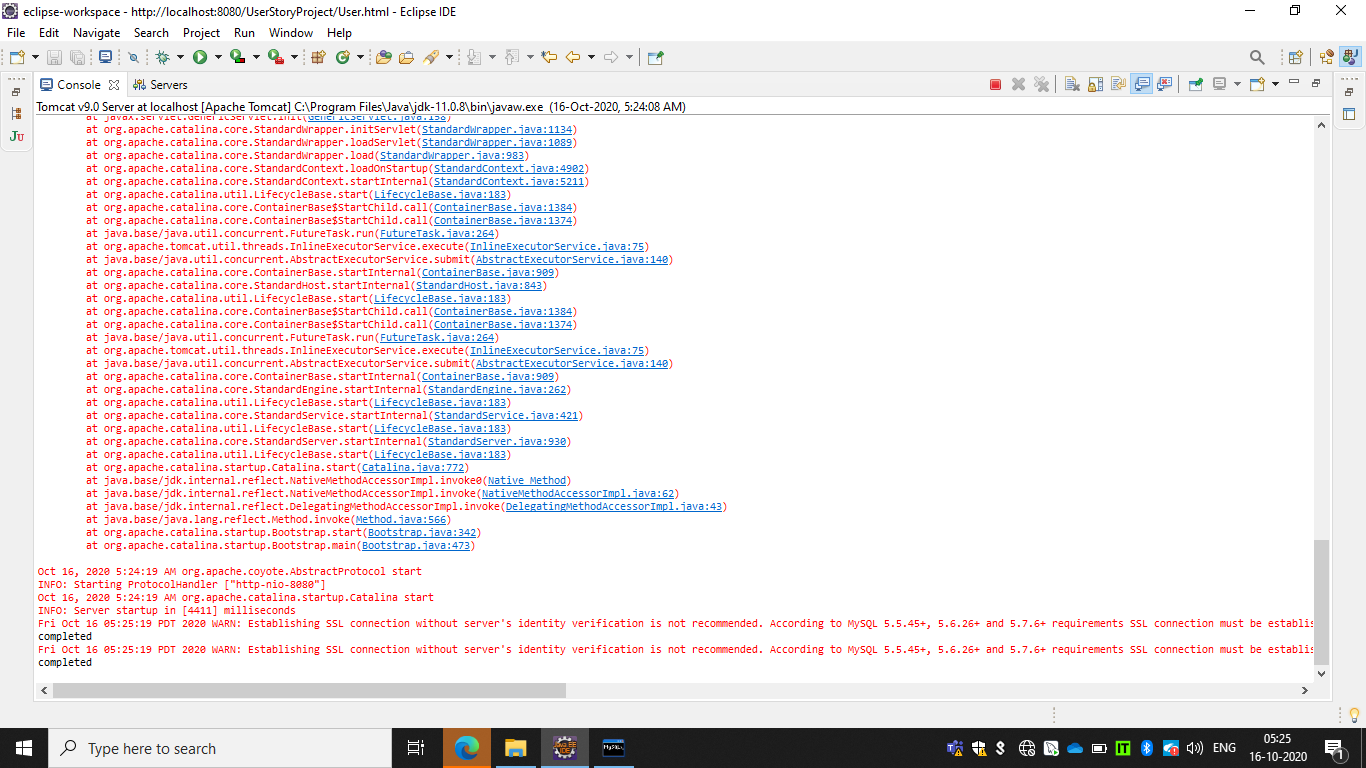 eclipse-workspace - http://localhost:8080/UserStoryProject/User.html - Eclipse IDE
File Edit Navigate Search Project Run Window Help
Console Servers
Tomcat v9.0 Server at localhost [Apache Tomcat] C:\Program Files\Java\jdk-11.0.8\bin\javaw.exe (16-Oct-2020, 5:24:08 AM)
at javax.servlet.GenericServlet.init(GenericServlet.java:158)
at org.apache.catalina.core.StandardWrapper.initServlet(StandardWrapper.java:1134)
at org.apache.catalina.core.StandardWrapper.loadServlet(StandardWrapper.java:1089)
at org.apache.catalina.core.StandardWrapper.load(StandardWrapper.java:983)
at org.apache.catalina.core.StandardContext.loadOnStartup(StandardContext.java:4902)
at org.apache.catalina.core.StandardContext.startInternal(StandardContext.java:5211)
at org.apache.catalina.util.LifecycleBase.start(LifecycleBase.java:183)
at org.apache.catalina.core.ContainerBase$StartChild.call(ContainerBase.java:1384)
at org.apache.catalina.core.ContainerBase$StartChild.call(ContainerBase.java:1374)
at java.base/java.util.concurrent.FutureTask.run(FutureTask.java:264)
at org.apache.tomcat.util.threads.InlineExecutorService.execute(InlineExecutorService.java:75)
at java.base/java.util.concurrent.AbstractExecutorService.submit(AbstractExecutorService.java:140)
at org.apache.catalina.core.ContainerBase.startInternal(ContainerBase.java:909)
at org.apache.catalina.core.StandardHost.startInternal(StandardHost.java:843)
at org.apache.catalina.util.LifecycleBase.start(LifecycleBase.java:183)
at org.apache.catalina.core.ContainerBase$StartChild.call(ContainerBase.java:1384)
at org.apache.catalina.core.ContainerBase$StartChild.call(ContainerBase.java:1374)
at java.base/java.util.concurrent.FutureTask.run(FutureTask.java:264)
at org.apache.tomcat.util.threads.InlineExecutorService.execute(InlineExecutorService.java:75)
at java.base/java.util.concurrent.AbstractExecutorService.submit(AbstractExecutorService.java:140)
at org.apache.catalina.core.ContainerBase.startInternal(ContainerBase.java:909)
at org.apache.catalina.core.StandardEngine.startInternal(StandardEngine.java:262)
at org.apache.catalina.util.LifecycleBase.start(LifecycleBase.java:183)
at org.apache.catalina.core.StandardService.startInternal(StandardService.java:421)
at org.apache.catalina.util.LifecycleBase.start(LifecycleBase.java:183)
at org.apache.catalina.core.StandardServer.startInternal(StandardServer.java:930)
at org.apache.catalina.util.LifecycleBase.start(LifecycleBase.java:183)
at org.apache.catalina.startup.Catalina.start(Catalina.java:772)
at java.base/jdk.internal.reflect.NativeMethodAccessorImpl.invoke0(Native Method)
at java.base/jdk.internal.reflect.NativeMethodAccessorImpl.invoke(NativeMethodAccessorImpl.java:62)
at java.base/jdk.internal.reflect.DelegatingMethodAccessorImpl.invoke(DelegatingMethodAccessorImpl.java:43)
at java.base/java.lang.reflect.Method.invoke(Method.java:566)
at org.apache.catalina.startup.Bootstrap.start(Bootstrap.java:342)
at org.apache.catalina.startup.Bootstrap.main(Bootstrap.java:473)
Oct 16, 2020 5:24:19 AM org.apache.coyote.AbstractProtocol start
INFO: Starting ProtocolHandler ["http-nio-8080"]
Oct 16, 2020 5:24:19 AM org.apache.catalina.startup.Catalina start
INFO: Server startup in [4411] milliseconds
Fri Oct 16 05:25:19 PDT 2020 WARN: Establishing SSL connection without server's identity verification is not recommended. According to MySQL 5.5.45+, 5.6.26+ and 5.7.6+ requirements SSL connection must be establis
completed
Fri Oct 16 05:25:19 PDT 2020 WARN: Establishing SSL connection without server's identity verification is not recommended. According to MySQL 5.5.45+, 5.6.26+ and 5.7.6+ requirements SSL connection must be establis
completed
Type here to search
ENG
05:25
16-10-2020
1